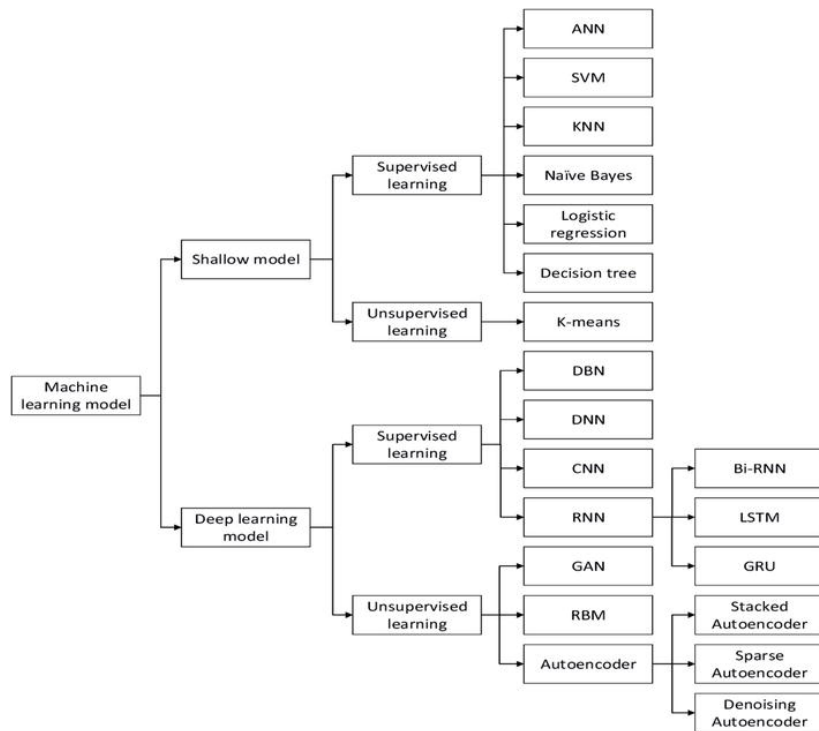 ANN
SVM
KNN
Supervised
learning
Naïve Bayes
Logistic
regression
Shallow model
Decision tree
Unsupervised
learning
K-means
Machine
learning model
DBN
DNN
Supervised
learning
CNN
Bi-RNN
Deep learning
model
RNN
LSTM
GAN
GRU
Unsupervised
learning
RBM
Stacked
Autoencoder
Autoencoder
Sparse
Autoencoder
Denoising
Autoencoder